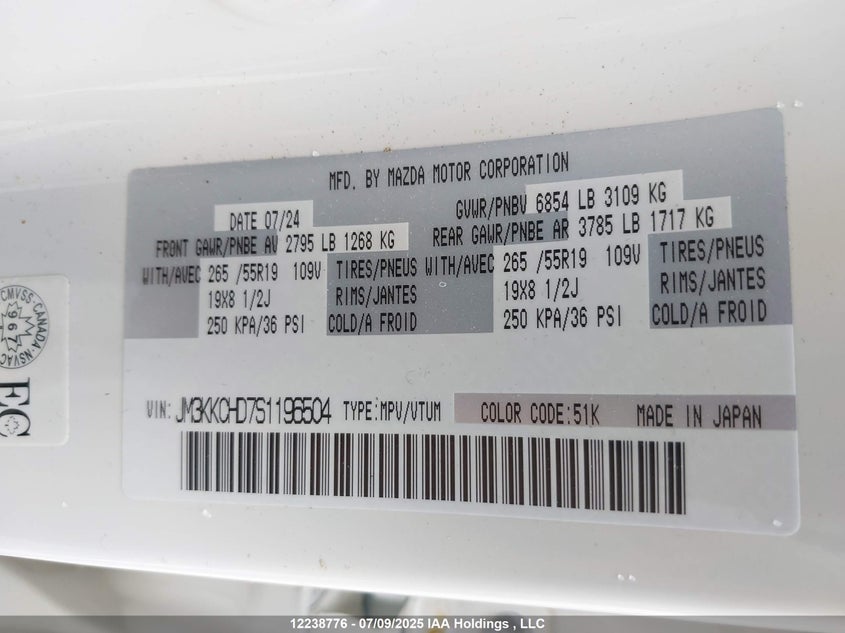 MFD. BY MAZDA MOTOR CORPORATION
DATE 07/24
GVWR/PNBV 6854 LB 3109 KG
FRONT GAWR/PNBE AV 2795 LB 1268 KG
REAR GAWR/PNBE AR 3785 LB 1717 KG
WITH/AVEC 265 /55R19 109V TIRES/PNEUS
WITH/AVEC 265 /55R19 109V TIRES/PNEUS
19X8 1/2J RIMS/JANTES
19X8 1/2J RIMS/JANTES
250 KPA/36 PSI COLD/A FROID
250 KPA/36 PSI COLD/A FROID
VIN: JM3KKCHD7S1196504 TYPE:MPV/VTUM COLOR CODE:51K MADE IN JAPAN
CMVSS-CANADA-NSVAC
EC
12238776 - 07/09/2025 IAA Holdings , LLC